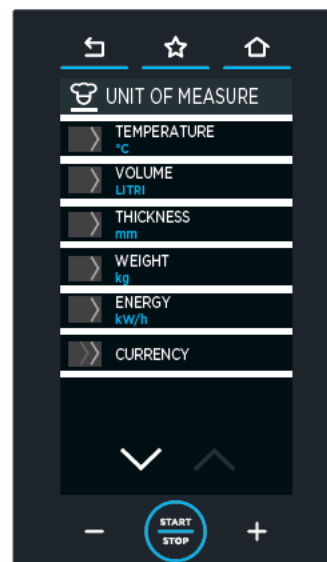 UNIT OF MEASURE
TEMPERATURE
°C
VOLUME
LITRI
THICKNESS
mm
WEIGHT
kg
ENERGY
kW/h
CURRENCY
START
STOP